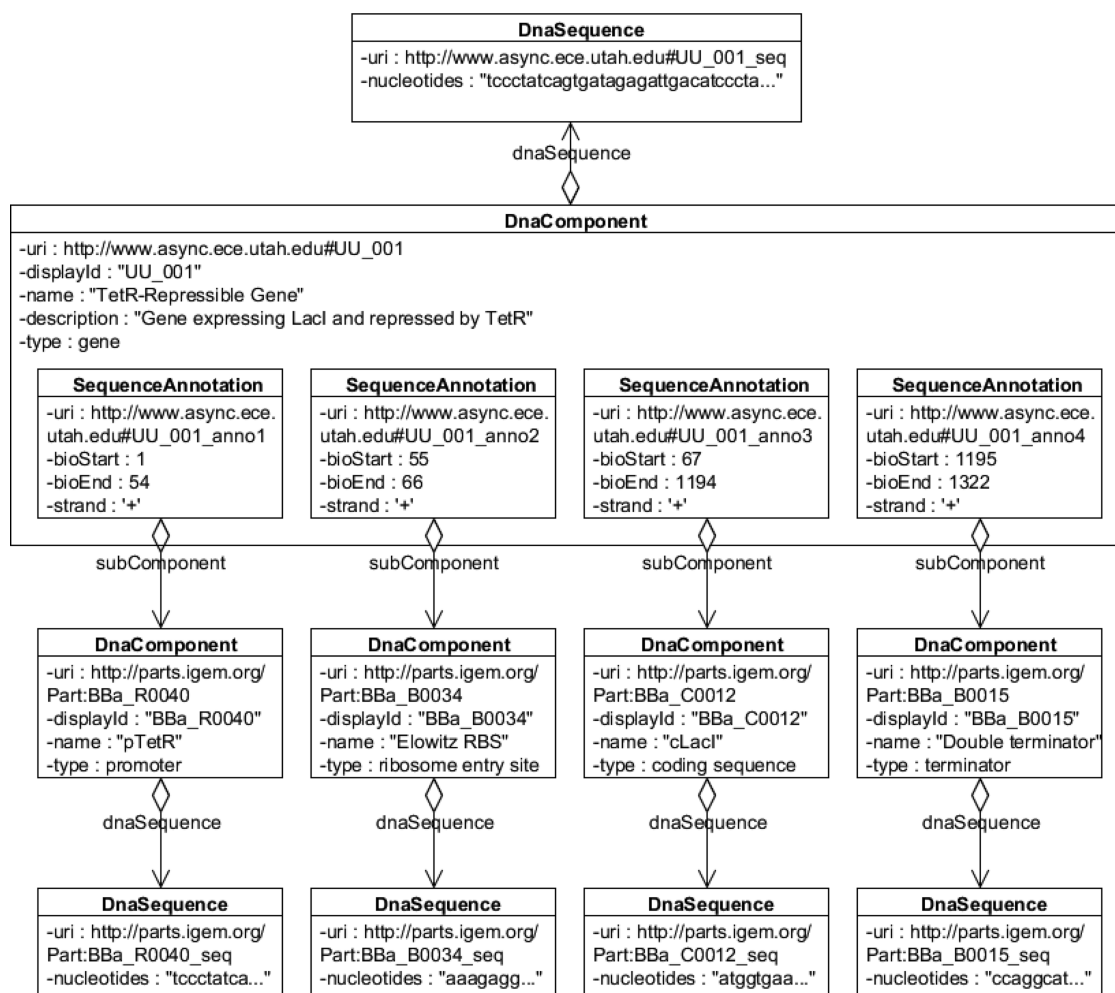 DnaSequence
-uri : http://www.async.ece.utah.edu#UU_001_seq
-nucleotides : "tccctatcagtgatagagattgacatcccta..."
dnaSequence
DnaComponent
-uri : http://www.async.ece.utah.edu#UU_001
-displayId : "UU_001"
-name : "TetR-Repressible Gene"
-description : "Gene expressing LacI and repressed by TetR"
-type : gene
SequenceAnnotation
-uri : http://www.async.ece.
utah.edu#UU_001_anno1
-bioStart : 1
-bioEnd : 54
-strand : '+'
SequenceAnnotation
-uri : http://www.async.ece.
utah.edu#UU_001_anno2
-bioStart : 55
-bioEnd : 66
-strand : '+'
SequenceAnnotation
-uri : http://www.async.ece.
utah.edu#UU_001_anno3
-bioStart : 67
-bioEnd : 1194
-strand : '+'
SequenceAnnotation
-uri : http://www.async.ece.
utah.edu#UU_001_anno4
-bioStart : 1195
-bioEnd : 1322
-strand : '+'
subComponent
subComponent
subComponent
subComponent
DnaComponent
-uri : http://parts.igem.org/
Part:BBa_R0040
-displayId : "BBa_R0040"
-name : "pTetR"
-type : promoter
DnaComponent
-uri : http://parts.igem.org/
Part:BBa_B0034
-displayId : "BBa_B0034"
-name : "Elowitz RBS"
-type : ribosome entry site
DnaComponent
-uri : http://parts.igem.org/
Part:BBa_C0012
-displayId : "BBa_C0012"
-name : "cLacI"
-type : coding sequence
DnaComponent
-uri : http://parts.igem.org/
Part:BBa_B0015
-displayId : "BBa_B0015"
-name : "Double terminator"
-type : terminator
dnaSequence
dnaSequence
dnaSequence
dnaSequence
DnaSequence
-uri : http://parts.igem.org/
Part:BBa_R0040_seq
-nucleotides : "tccctatca..."
DnaSequence
-uri : http://parts.igem.org/
Part:BBa_B0034_seq
-nucleotides : "aaagagg..."
DnaSequence
-uri : http://parts.igem.org/
Part:BBa_C0012_seq
-nucleotides : "atggtgaa..."
DnaSequence
-uri : http://parts.igem.org/
Part:BBa_B0015_seq
-nucleotides : "ccaggcat..."